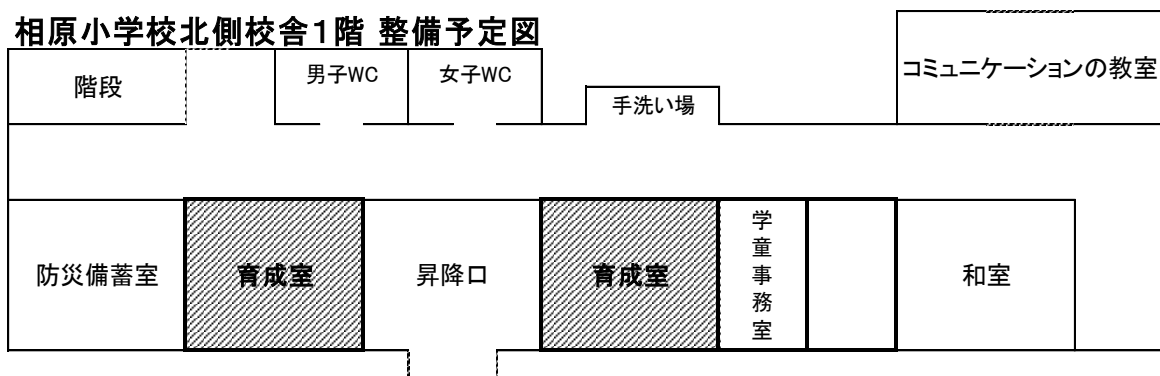 相原小学校北側校舎1階 整備予定図
階段
男子WC
女子WC
手洗い場
コミュニケーションの教室
防災備蓄室
育成室
昇降口
育成室
学童事務室
和室